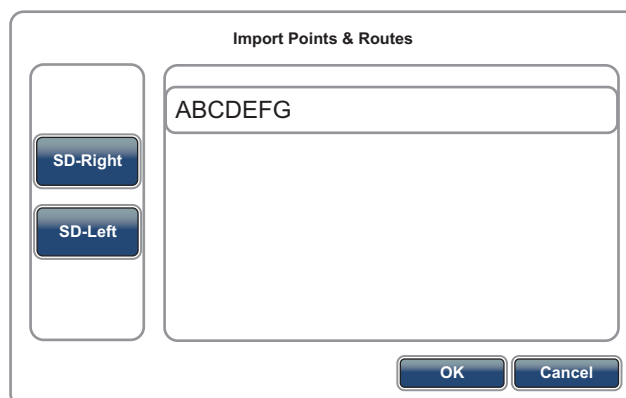 Import Points & Routes
ABCDEFG
SD-Right
SD-Left
OK
Cancel